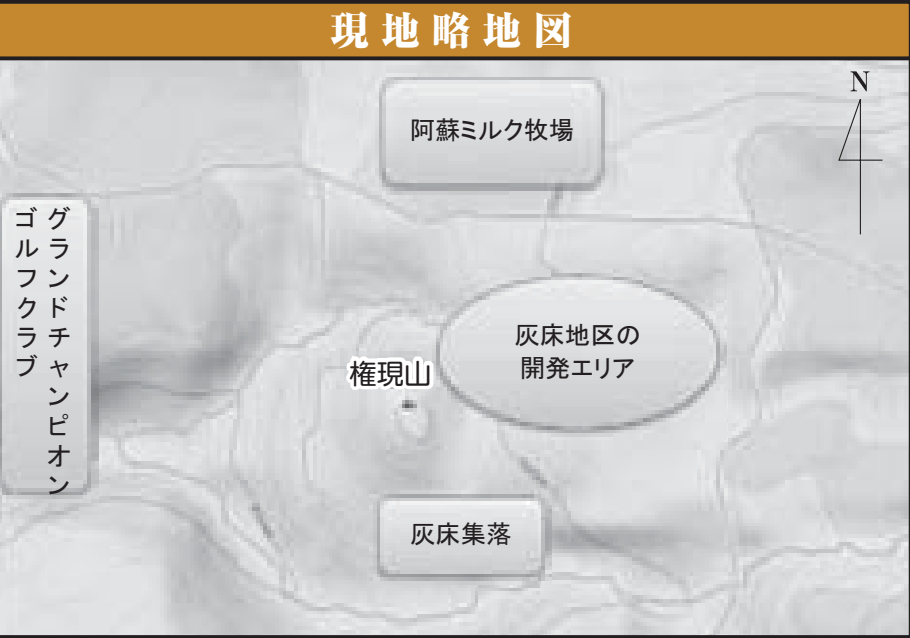 現地略地図
N
阿蘇ミルク牧場
グランドチャンピオン
ゴルフクラブ
灰床地区の
開発エリア
権現山
灰床集落